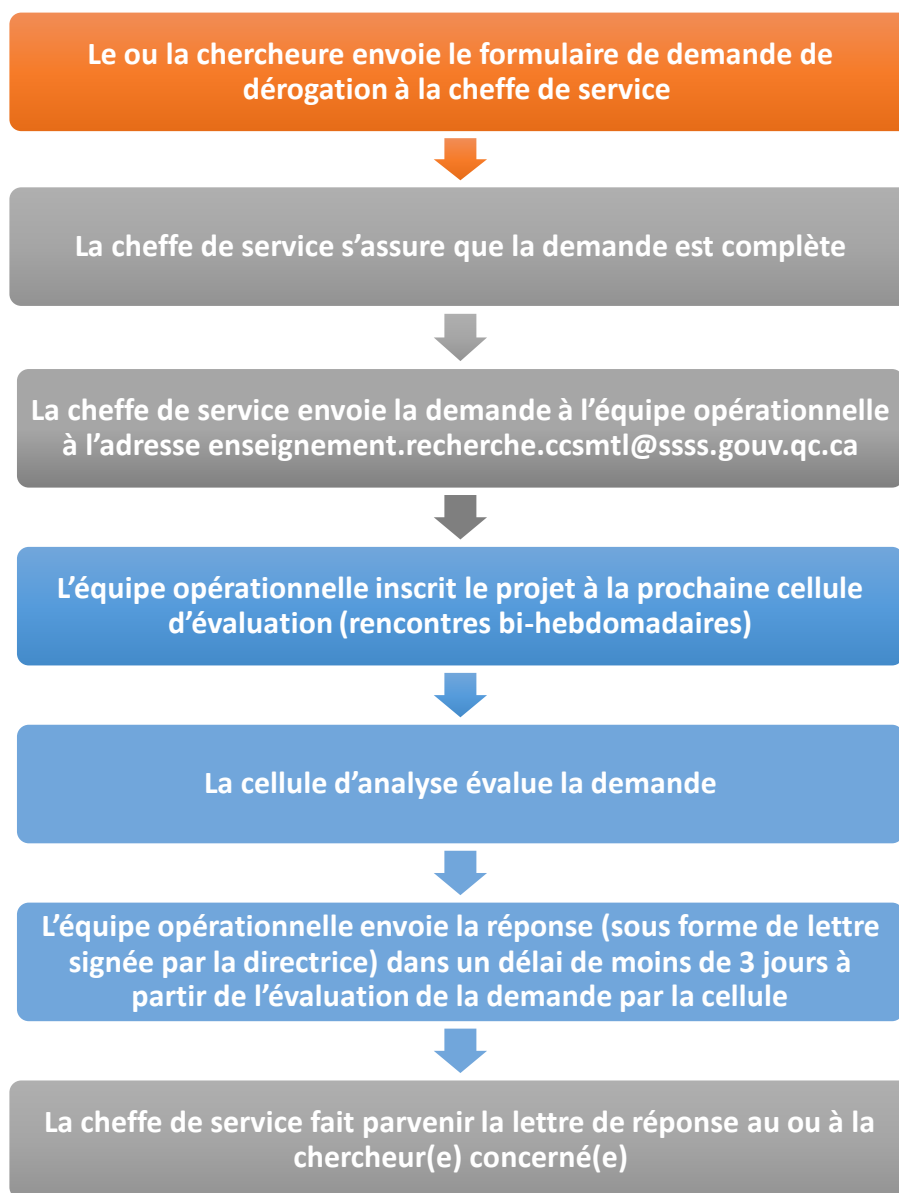 Le ou la chercheure envoie le formulaire de demande de
dérogation à la cheffe de service
La cheffe de service s’assure que la demande est complète
La cheffe de service envoie la demande à l’équipe opérationnelle
à l’adresse enseignement.recherche.ccsmtl@ssss.gouv.qc.ca
L’équipe opérationnelle inscrit le projet à la prochaine cellule
d’évaluation (rencontres bi-hebdomadaires)
La cellule d’analyse évalue la demande
L’équipe opérationnelle envoie la réponse (sous forme de lettre
signée par la directrice) dans un délai de moins de 3 jours à
partir de l’évaluation de la demande par la cellule
La cheffe de service fait parvenir la lettre de réponse au ou à la
chercheur(e) concerné(e)